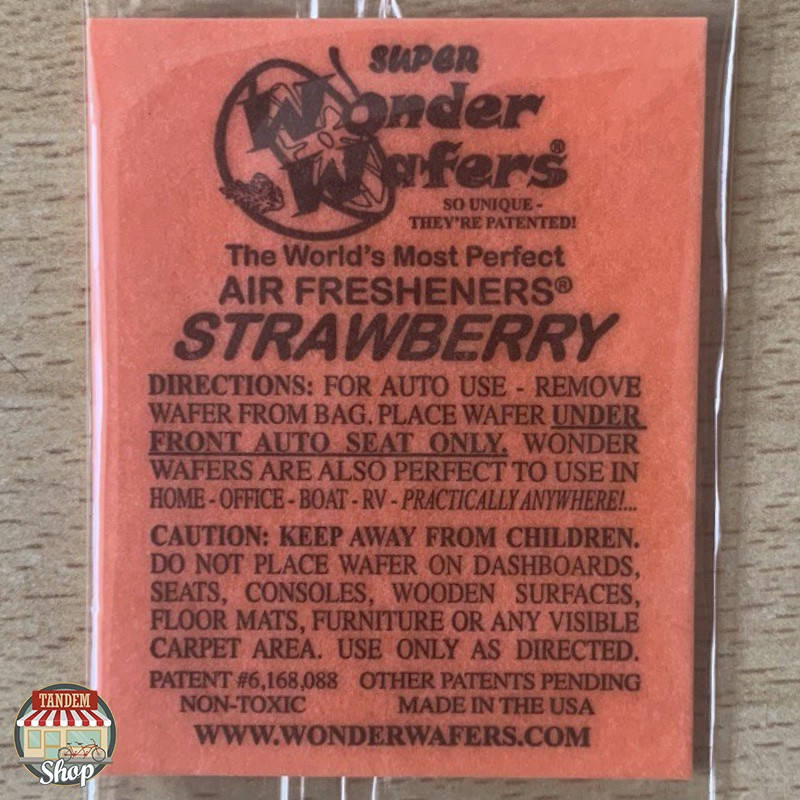 SUPER
Wonder
Wafers®
SO UNIQUE -
THEY'RE PATENTED!
The World's Most Perfect
AIR FRESHENERS®
STRAWBERRY
DIRECTIONS: FOR AUTO USE - REMOVE
WAFER FROM BAG. PLACE WAFER UNDER
FRONT AUTO SEAT ONLY. WONDER
WAFERS ARE ALSO PERFECT TO USE IN
HOME - OFFICE - BOAT - RV - PRACTICALLY ANYWHERE!...
CAUTION: KEEP AWAY FROM CHILDREN.
DO NOT PLACE WAFER ON DASHBOARDS,
SEATS, CONSOLES, WOODEN SURFACES,
FLOOR MATS, FURNITURE OR ANY VISIBLE
CARPET AREA. USE ONLY AS DIRECTED.
PATENT #6,168,088 OTHER PATENTS PENDING
NON-TOXIC MADE IN THE USA
WWW.WONDERWAFERS.COM
TANDEM
Shop